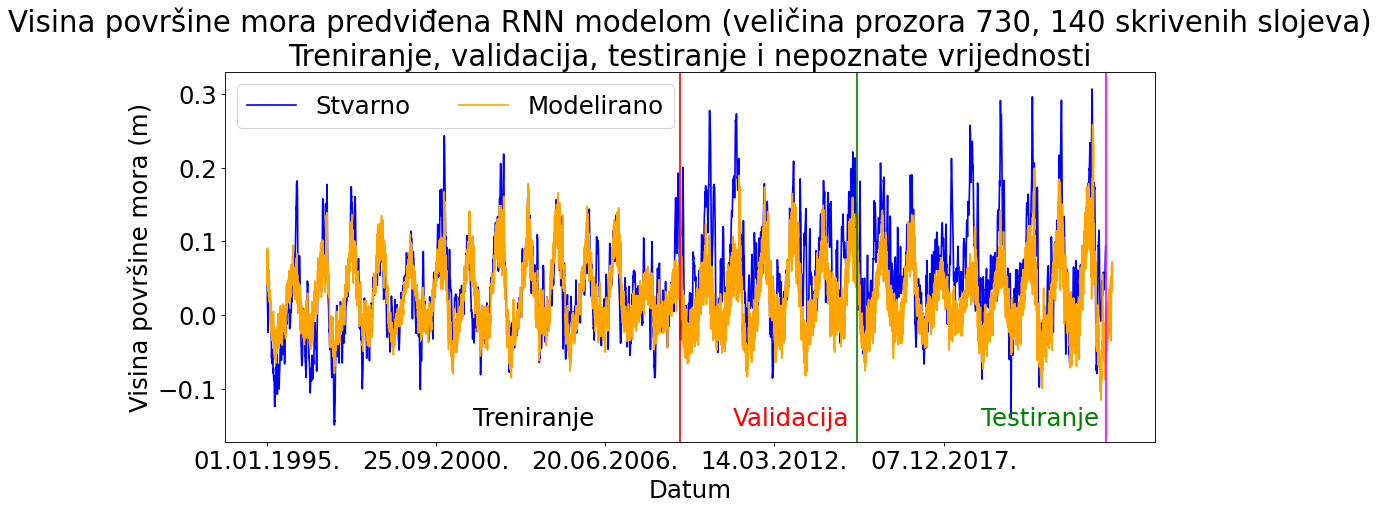 Visina površine mora predviđena RNN modelom (veličina prozora 730, 140 skrivenih slojeva)
Treniranje, validacija, testiranje i nepoznate vrijednosti
Stvarno
Modelirano
Visina površine mora (m)
0.3
0.2
0.1
0.0
−0.1
Treniranje
Validacija
Testiranje
01.01.1995.
25.09.2000.
20.06.2006.
14.03.2012.
07.12.2017.
Datum